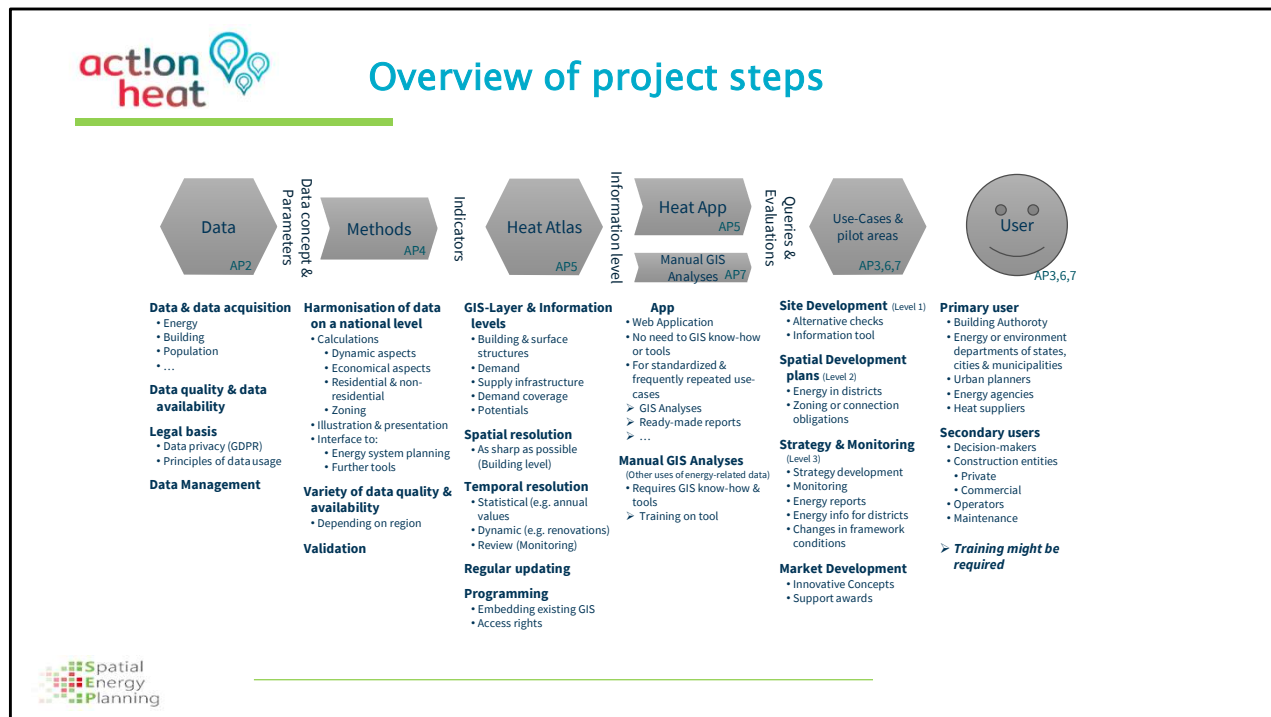 act!on
heat
Overview of project steps
Data
AP2
Data concept &
Parameters
Methods
AP4
Indicators
Heat Atlas
AP5
Information level
Heat App
AP5
Manual GIS
Analyses AP7
Queries &
Evaluations
Use-Cases &
pilot areas
AP3,6,7
User
AP3,6,7
Data & data acquisition
• Energy
• Building
• Population
• …
Data quality & data
availability
Legal basis
• Data privacy (GDPR)
• Principles of data usage
Data Management
Harmonisation of data
on a national level
• Calculations
• Dynamic aspects
• Economical aspects
• Residential & non-
residential
• Zoning
• Illustration & presentation
• Interface to:
• Energy system planning
• Further tools
Variety of data quality &
availability
• Depending on region
Validation
GIS-Layer & Information
levels
• Building & surface
structures
• Demand
• Supply infrastructure
• Demand coverage
• Potentials
Spatial resolution
• As sharp as possible
(Building level)
Temporal resolution
• Statistical (e.g. annual
values
• Dynamic (e.g. renovations)
• Review (Monitoring)
Regular updating
Programming
• Embedding existing GIS
• Access rights
App
• Web Application
• No need to GIS know-how
or tools
• For standardized &
frequently repeated use-
cases
➢ GIS Analyses
➢ Ready-made reports
➢ …
Manual GIS Analyses
(Other uses of energy-related data)
• Requires GIS know-how &
tools
➢ Training on tool
Site Development (Level 1)
• Alternative checks
• Information tool
Spatial Development
plans (Level 2)
• Energy in districts
• Zoning or connection
obligations
Strategy & Monitoring
(Level 3)
• Strategy development
• Monitoring
• Energy reports
• Energy info for districts
• Changes in framework
conditions
Market Development
• Innovative Concepts
• Support awards
Primary user
• Building Authoroty
• Energy or environment
departments of states,
cities & municipalities
• Urban planners
• Energy agencies
• Heat suppliers
Secondary users
• Decision-makers
• Construction entities
• Private
• Commercial
• Operators
• Maintenance
➢ Training might be
required
Spatial
Energy
Planning